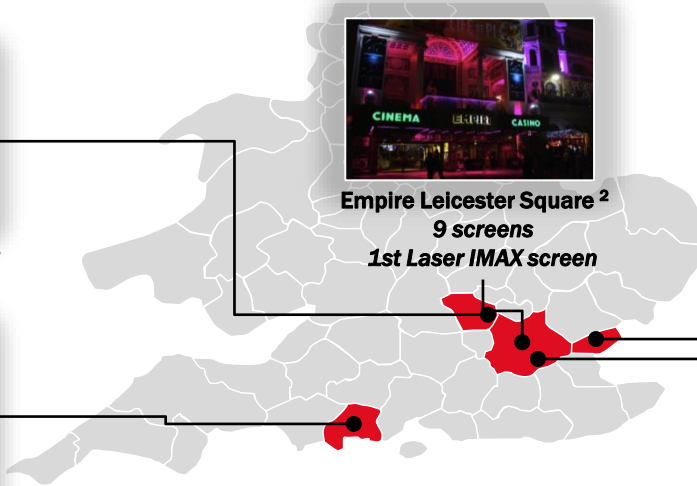 CINEMA
EMPIRE
CASINO
Empire Leicester Square ²
9 screens
1st Laser IMAX screen